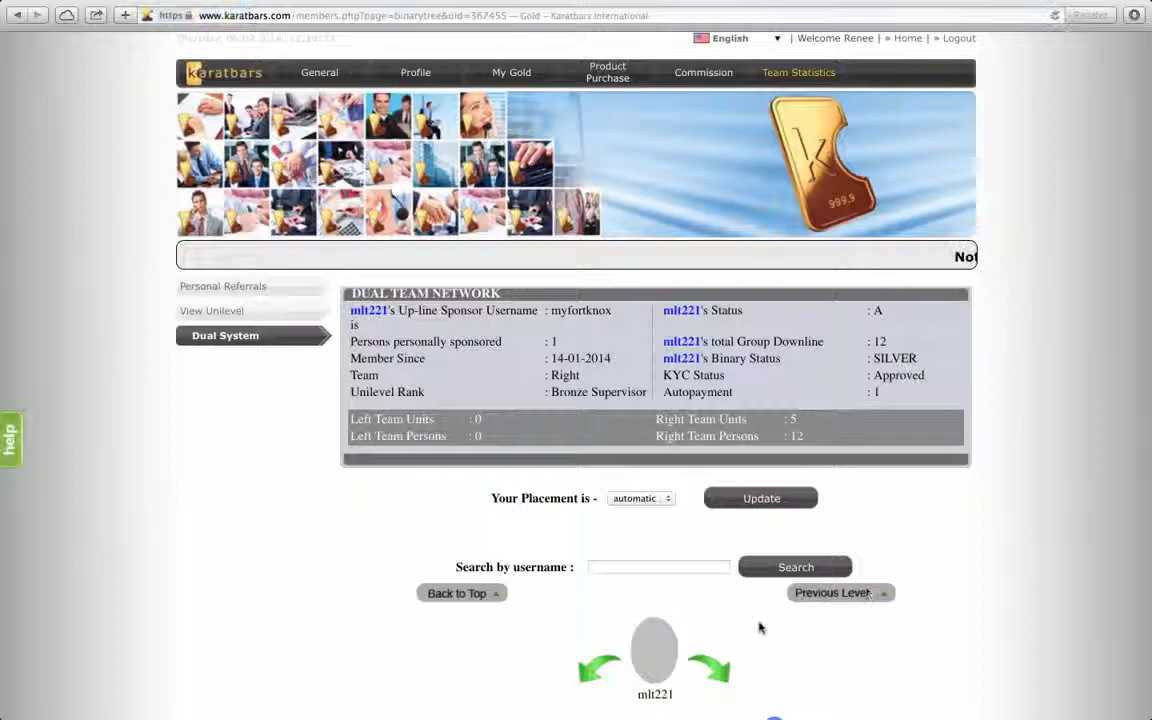 https www.karatbars.com/members.php?page=binarytree&uid=367455 — Gold – Karatbars International
Reader
English | Welcome Renee | » Home | » Logout
karatbars General Profile My Gold Product Purchase Commission Team Statistics
K
999.9
Not
Personal Referrals
View Unilevel
Dual System
help
DUAL TEAM NETWORK
mlt221's Up-line Sponsor Username is : myfortknox mlt221's Status : A
Persons personally sponsored : 1 mlt221's total Group Downline : 12
Member Since : 14-01-2014 mlt221's Binary Status : SILVER
Team : Right KYC Status : Approved
Unilevel Rank : Bronze Supervisor Autopayment : 1
Left Team Units : 0 Right Team Units : 5
Left Team Persons : 0 Right Team Persons : 12
Your Placement is - automatic Update
Search by username : Search
Back to Top Previous Level
mlt221